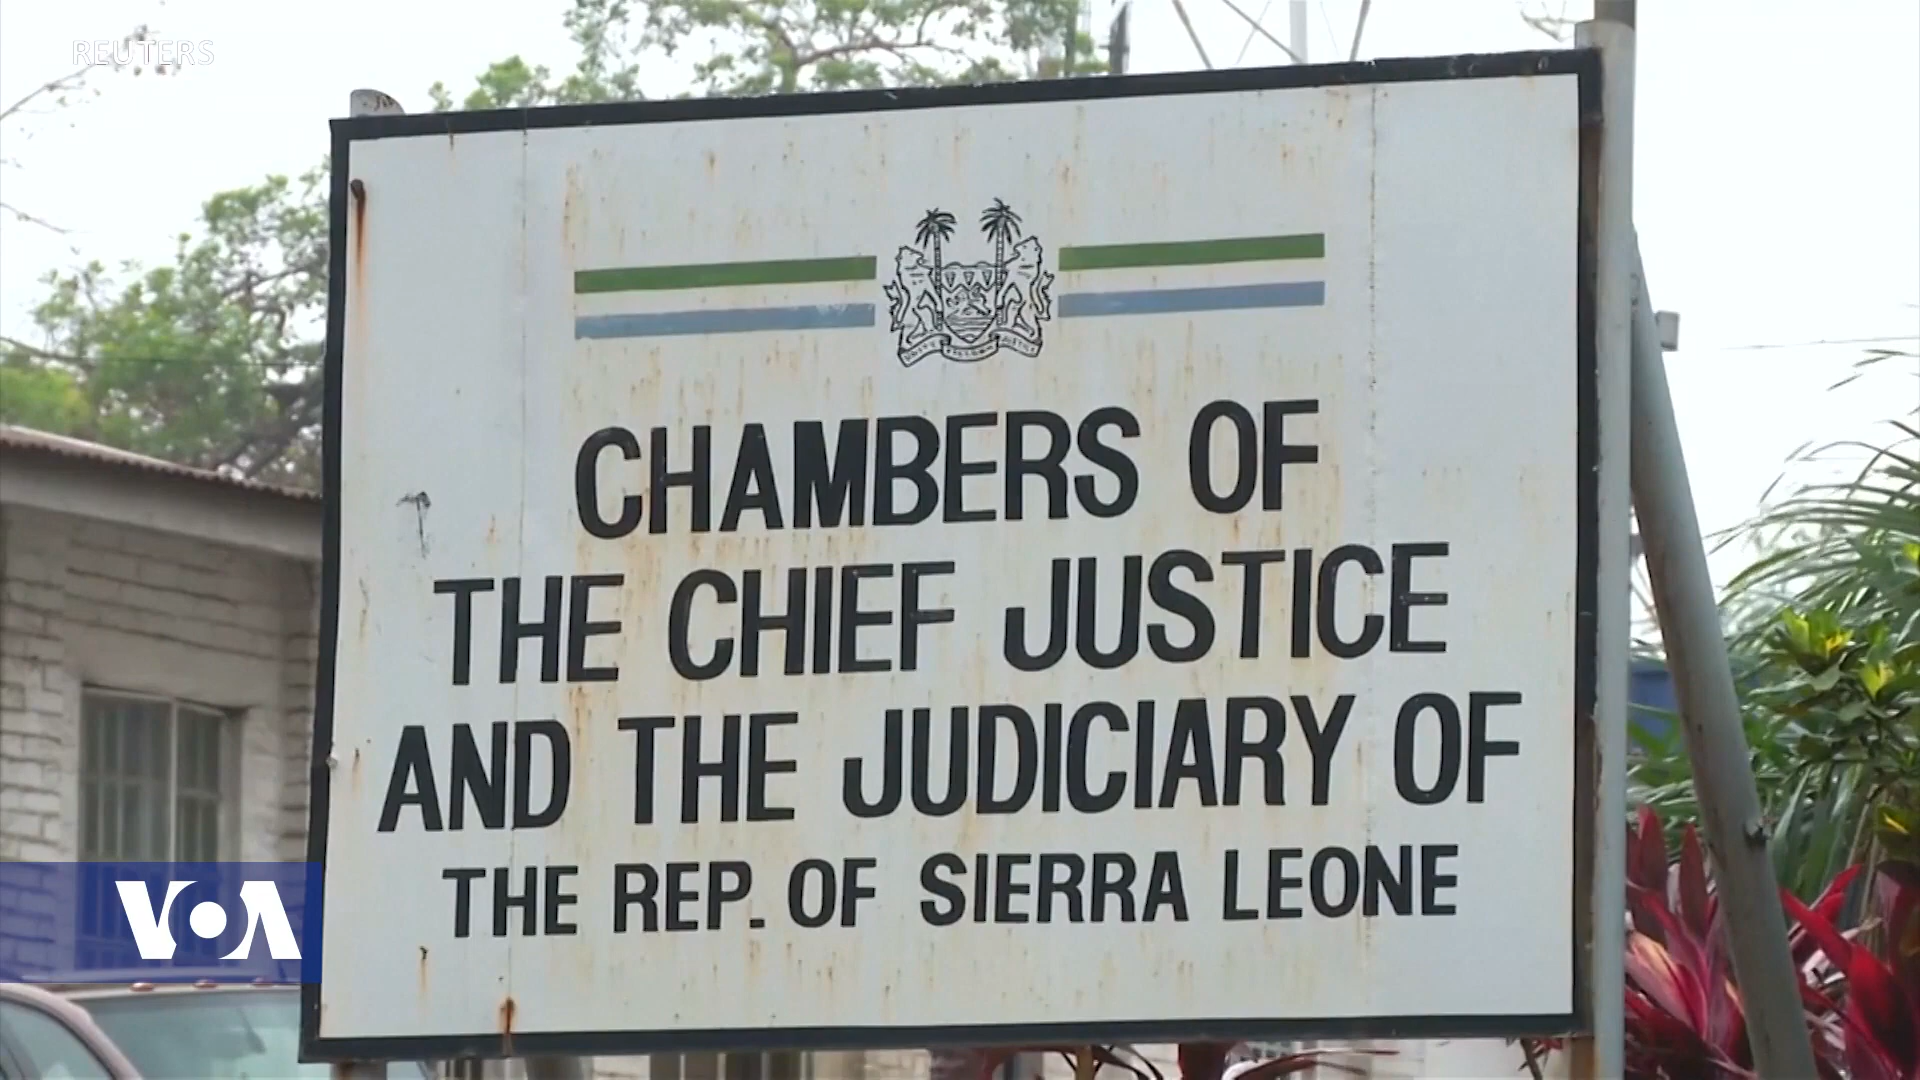 REUTERS
CHAMBERS OF
THE CHIEF JUSTICE
AND THE JUDICIARY OF
THE REP. OF SIERRA LEONE
VOA